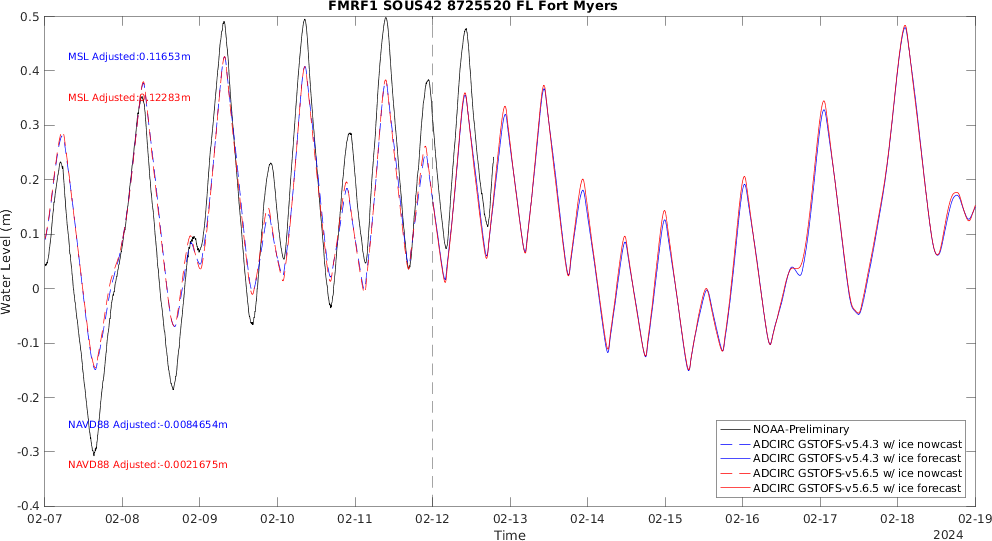 FMRF1 SOUS42 8725520 FL Fort Myers
0.5
0.4
0.3
0.2
0.1
0
-0.1
-0.2
-0.3
-0.4
Water Level (m)
MSL Adjusted:0.11653m
MSL Adjusted:0.12283m
NAVD88 Adjusted:-0.0084654m
NAVD88 Adjusted:-0.0021675m
NOAA-Preliminary
ADCIRC GSTOFS-v5.4.3 w/ ice nowcast
ADCIRC GSTOFS-v5.4.3 w/ ice forecast
ADCIRC GSTOFS-v5.6.5 w/ ice nowcast
ADCIRC GSTOFS-v5.6.5 w/ ice forecast
02-07 02-08 02-09 02-10 02-11 02-12 02-13 02-14 02-15 02-16 02-17 02-18 02-19
Time
2024